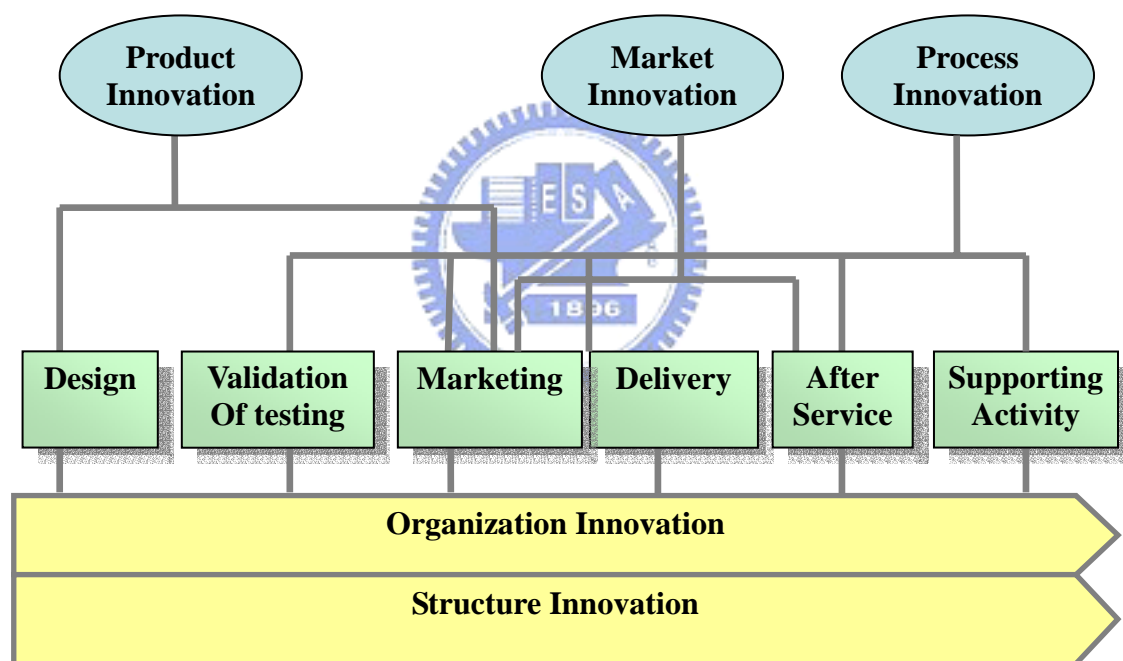 Product
Innovation
Market
Innovation
Process
Innovation
E S A
1896
Design
Validation
Of testing
Marketing
Delivery
After
Service
Supporting
Activity
Organization Innovation
Structure Innovation